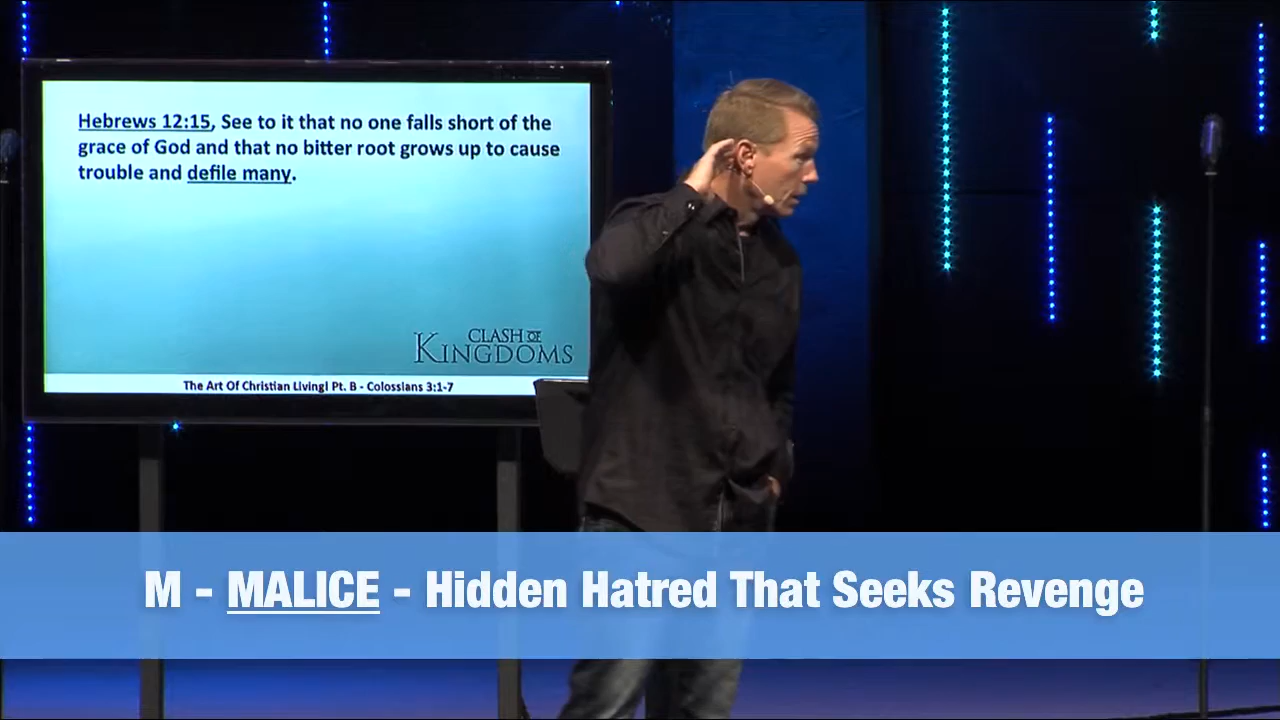 Hebrews 12:15, See to it that no one falls short of the
grace of God and that no bitter root grows up to cause
trouble and defile many.
CLASH OF
KINGDOMS
The Art Of Christian Living! Pt. B - Colossians 3:1-7
M - MALICE - Hidden Hatred That Seeks Revenge